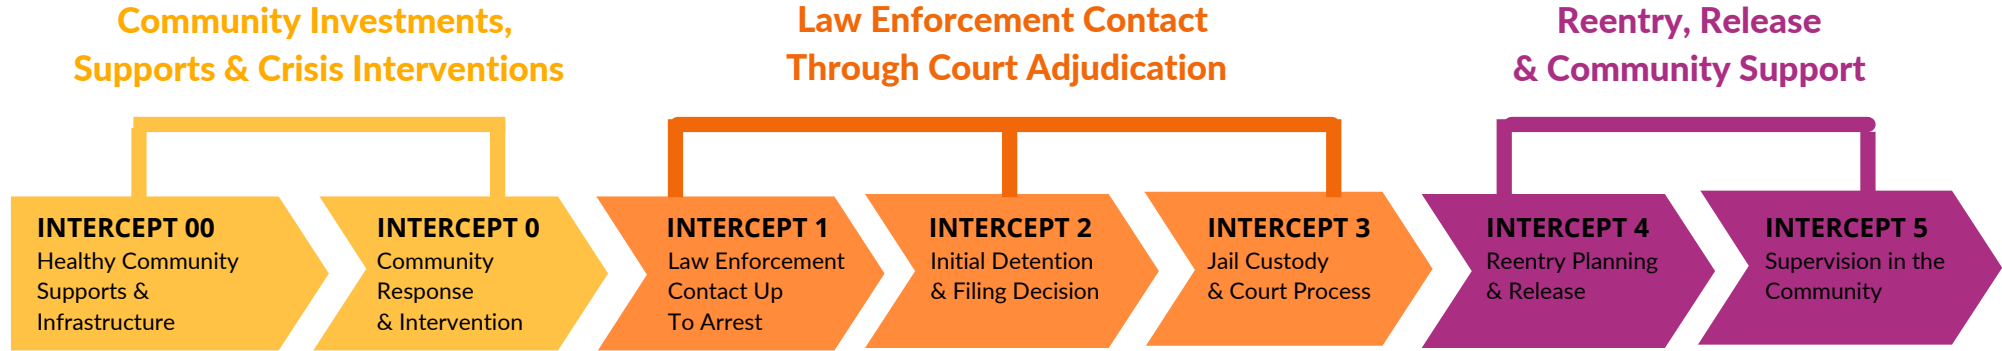 Community Investments,
Supports & Crisis Interventions
Law Enforcement Contact
Through Court Adjudication
Reentry, Release
& Community Support
INTERCEPT 00
Healthy Community
Supports &
Infrastructure
INTERCEPT 0
Community
Response
& Intervention
INTERCEPT 1
Law Enforcement
Contact Up
To Arrest
INTERCEPT 2
Initial Detention
& Filing Decision
INTERCEPT 3
Jail Custody
& Court Process
INTERCEPT 4
Reentry Planning
& Release
INTERCEPT 5
Supervision in the
Community